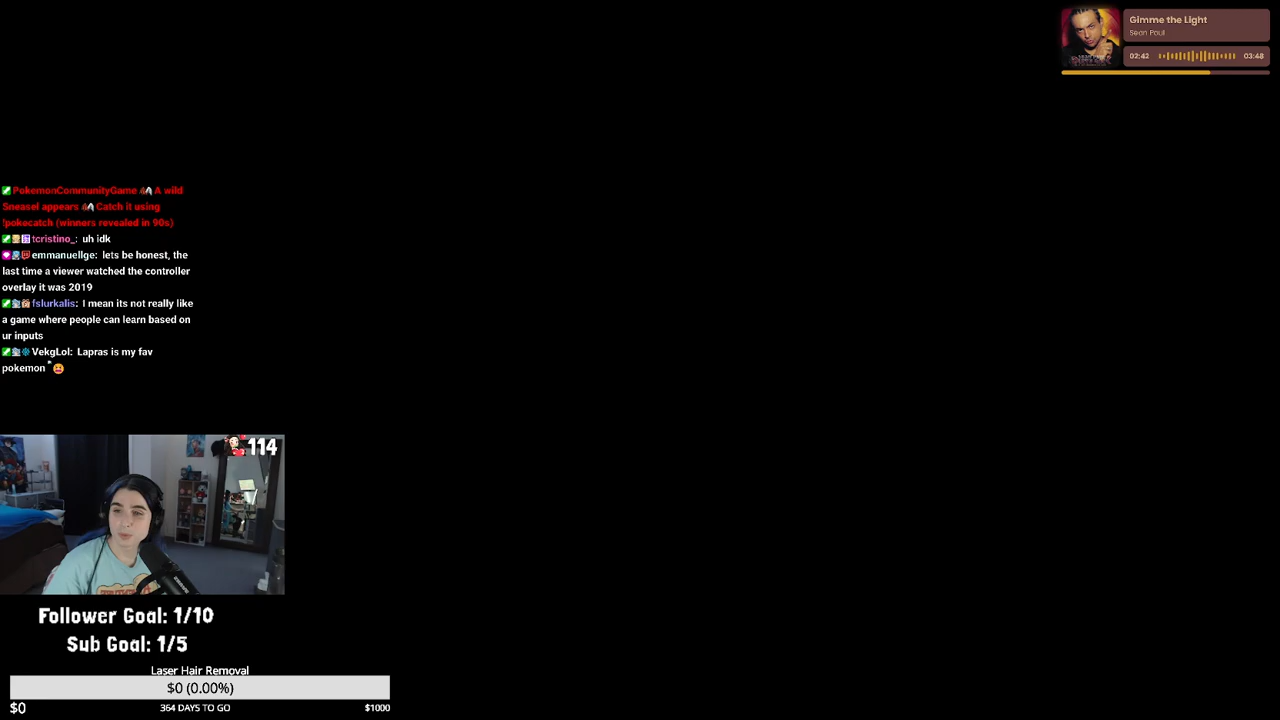 Gimme the Light
Sean Paul
02:42
03:48
PokemonCommunityGame A wild
Sneasel appears Catch it using
!pokecatch (winners revealed in 90s)
tcristino_: uh idk
emmanuellge: lets be honest, the
last time a viewer watched the controller
overlay it was 2019
fslurkalis: I mean its not really like
a game where people can learn based on
ur inputs
VekgLol: Lapras is my fav
pokemon
114
Follower Goal: 1/10
Sub Goal: 1/5
Laser Hair Removal
$0 (0.00%)
$0 364 DAYS TO GO $1000